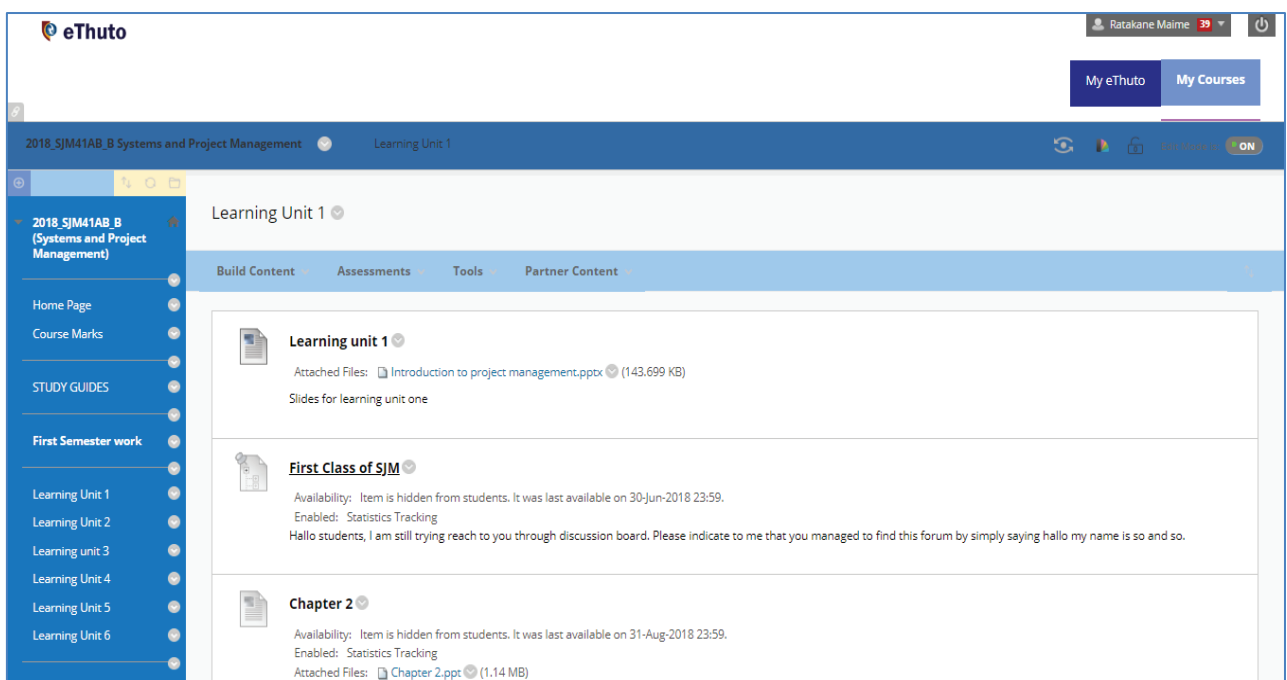 eThuto
Ratakane Maime 39
My eThuto
My Courses
2018_SJM41AB_B Systems and Project Management
Learning Unit 1
ON
2018_SJM41AB_B
(Systems and Project
Management)
Home Page
Course Marks
STUDY GUIDES
First Semester work
Learning Unit 1
Learning Unit 2
Learning unit 3
Learning Unit 4
Learning Unit 5
Learning Unit 6
Learning Unit 1
Build Content Assessments Tools Partner Content
Learning unit 1
Attached Files: Introduction to project management.pptx (143.699 KB)
Slides for learning unit one
First Class of SJM
Availability: Item is hidden from students. It was last available on 30-Jun-2018 23:59.
Enabled: Statistics Tracking
Hallo students, I am still trying reach to you through discussion board. Please indicate to me that you managed to find this forum by simply saying hallo my name is so and so.
Chapter 2
Availability: Item is hidden from students. It was last available on 31-Aug-2018 23:59.
Enabled: Statistics Tracking
Attached Files: Chapter 2.ppt (1.14 MB)